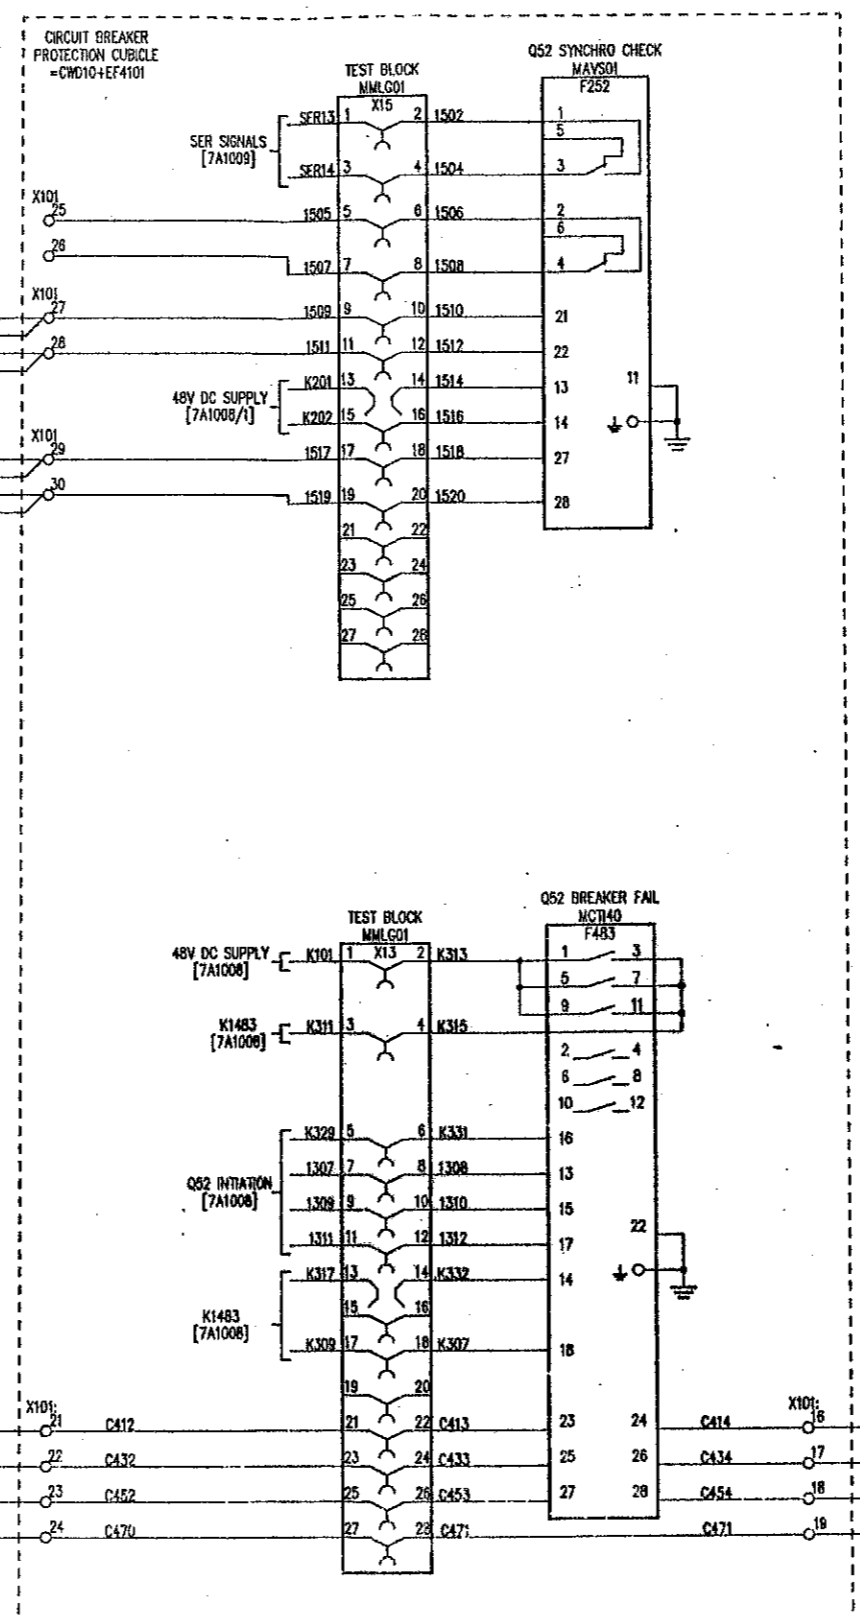 CIRCUIT BREAKER
PROTECTION CUBICLE
=CWD10+EF4101
TEST BLOCK
MMLG01
X15
Q52 SYNCHRO CHECK
MAVS01
F252
SER SIGNALS
[7A1009]
SER13 1 2 1502 1
5
SER14 3 4 1504 3
X101
25 1505 5 6 1506 2
6
26 1507 7 8 1508 4
X101
27 1509 9 10 1510 21
28 1511 11 12 1512 22
48V DC SUPPLY
[7A1008/1]
K201 13 14 1514 13 11
K202 15 16 1516 14
X101
29 1517 17 18 1518 27
30 1519 19 20 1520 28
21 22
23 24
25 26
27 28
TEST BLOCK
MMLG01
X13
Q52 BREAKER FAIL
MCTI40
F483
48V DC SUPPLY
[7A1008]
K101 1 2 K313 1 3
5 7
9 11
K1483
[7A1008]
K311 3 4 K315
2 4
6 8
10 12
Q52 INTIATION
[7A1008]
K329 5 6 K331 16
1307 7 8 1308 13
1309 9 10 1310 15
1311 11 12 1312 17 22
K1483
[7A1008]
K317 13 14 K332 14
15 16
K309 17 18 K307 18
19 20
X101: X101:
21 C412 21 22 C413 23 24 C414 16
22 C432 23 24 C433 25 26 C434 17
23 C452 25 26 C453 27 28 C454 18
24 C470 27 28 C471 C471 19